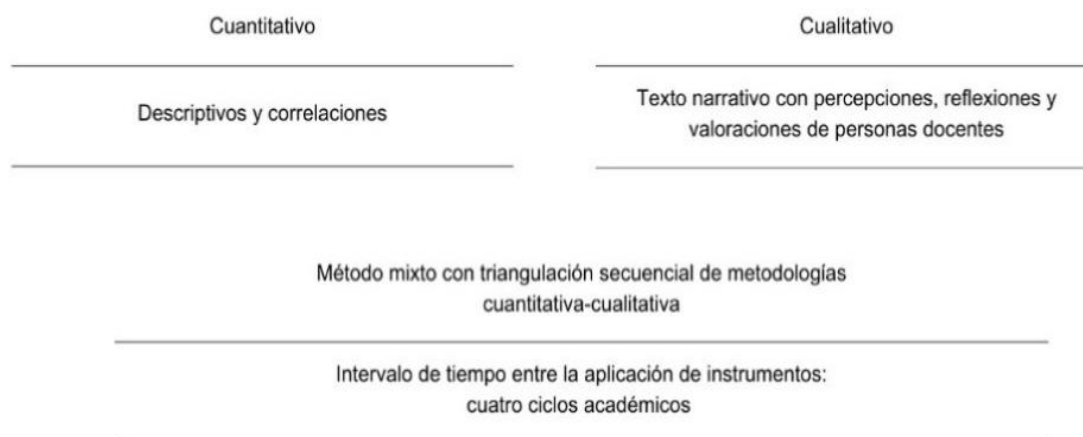 Cuantitativo
Cualitativo
Descriptivos y correlaciones
Texto narrativo con percepciones, reflexiones y
valoraciones de personas docentes
Método mixto con triangulación secuencial de metodologías
cuantitativa-cualitativa
Intervalo de tiempo entre la aplicación de instrumentos:
cuatro ciclos académicos